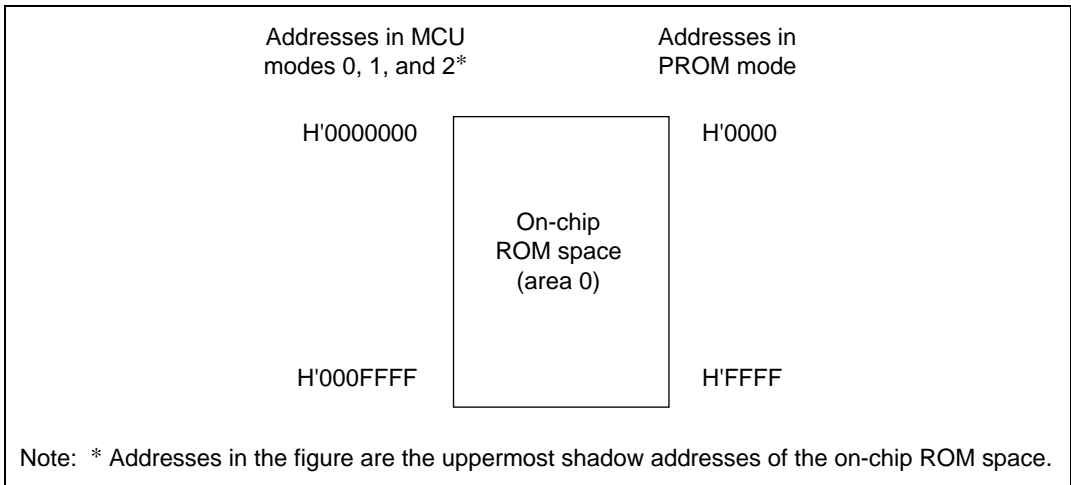 Addresses in MCU
modes 0, 1, and 2*
Addresses in
PROM mode
H'0000000
H'0000
On-chip
ROM space
(area 0)
H'000FFFF
H'FFFF
Note: * Addresses in the figure are the uppermost shadow addresses of the on-chip ROM space.